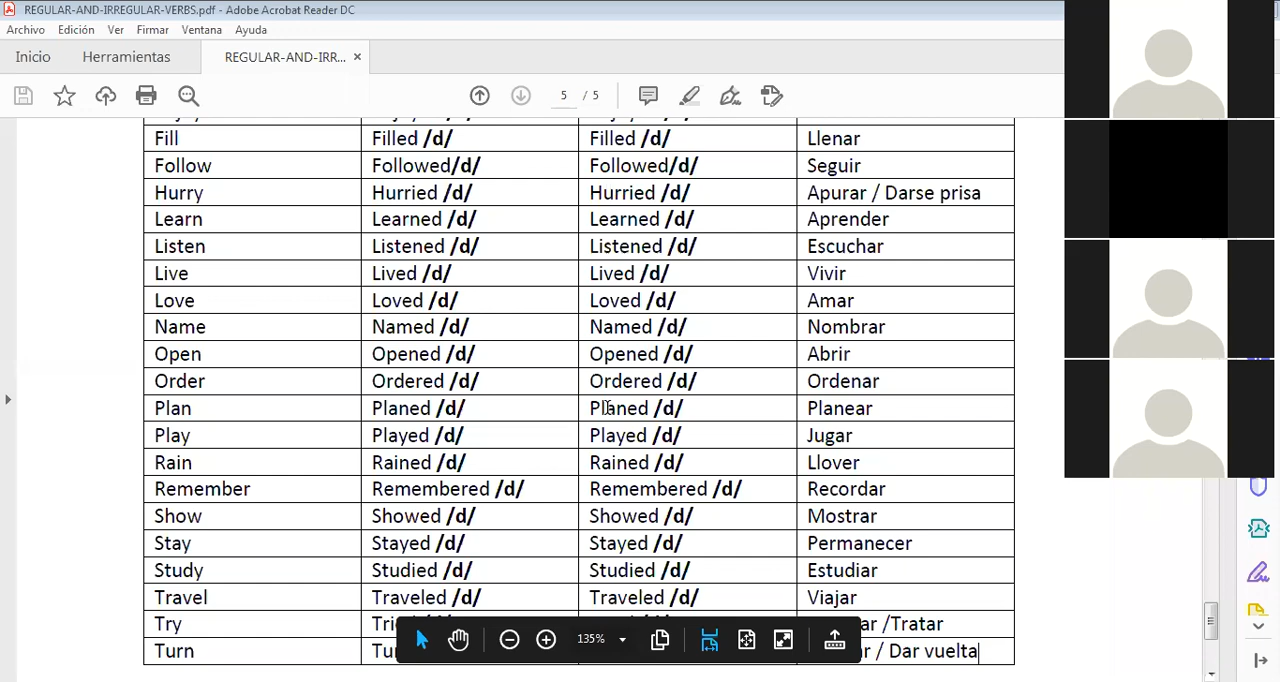 REGULAR-AND-IRREGULAR-VERBS.pdf - Adobe Acrobat Reader DC
Archivo Edición Ver Firmar Ventana Ayuda
Inicio Herramientas REGULAR-AND-IRR... ×
5 / 5
Fill Filled /d/ Filled /d/ Llenar
Follow Followed/d/ Followed/d/ Seguir
Hurry Hurried /d/ Hurried /d/ Apurar / Darse prisa
Learn Learned /d/ Learned /d/ Aprender
Listen Listened /d/ Listened /d/ Escuchar
Live Lived /d/ Lived /d/ Vivir
Love Loved /d/ Loved /d/ Amar
Name Named /d/ Named /d/ Nombrar
Open Opened /d/ Opened /d/ Abrir
Order Ordered /d/ Ordered /d/ Ordenar
Plan Planed /d/ Planed /d/ Planear
Play Played /d/ Played /d/ Jugar
Rain Rained /d/ Rained /d/ Llover
Remember Remembered /d/ Remembered /d/ Recordar
Show Showed /d/ Showed /d/ Mostrar
Stay Stayed /d/ Stayed /d/ Permanecer
Study Studied /d/ Studied /d/ Estudiar
Travel Traveled /d/ Traveled /d/ Viajar
Try /Tratar
Turn / Dar vuelta
135%